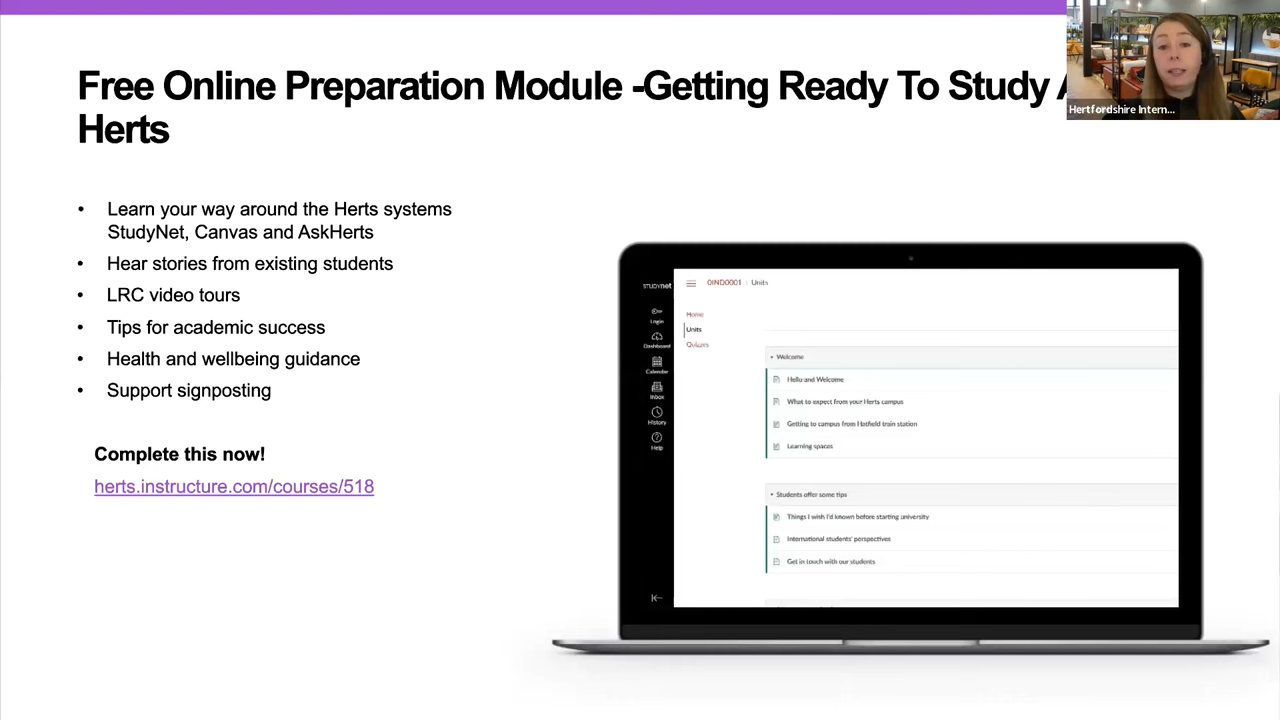 Free Online Preparation Module -Getting Ready To Study A
Herts
Hertfordshire Intern...
• Learn your way around the Herts systems
StudyNet, Canvas and AskHerts
• Hear stories from existing students
• LRC video tours
• Tips for academic success
• Health and wellbeing guidance
• Support signposting
Complete this now!
herts.instructure.com/courses/518
STUDYnet
Login
Dashboard
Calendar
Inbox
History
Help
0IND0001 › Units
Home
Units
Quizzes
Welcome
Hello and Welcome
What to expect from your Herts campus
Getting to campus from Hatfield train station
Learning spaces
Students offer some tips
Things I wish I'd known before starting university
International students' perspectives
Get in touch with our students